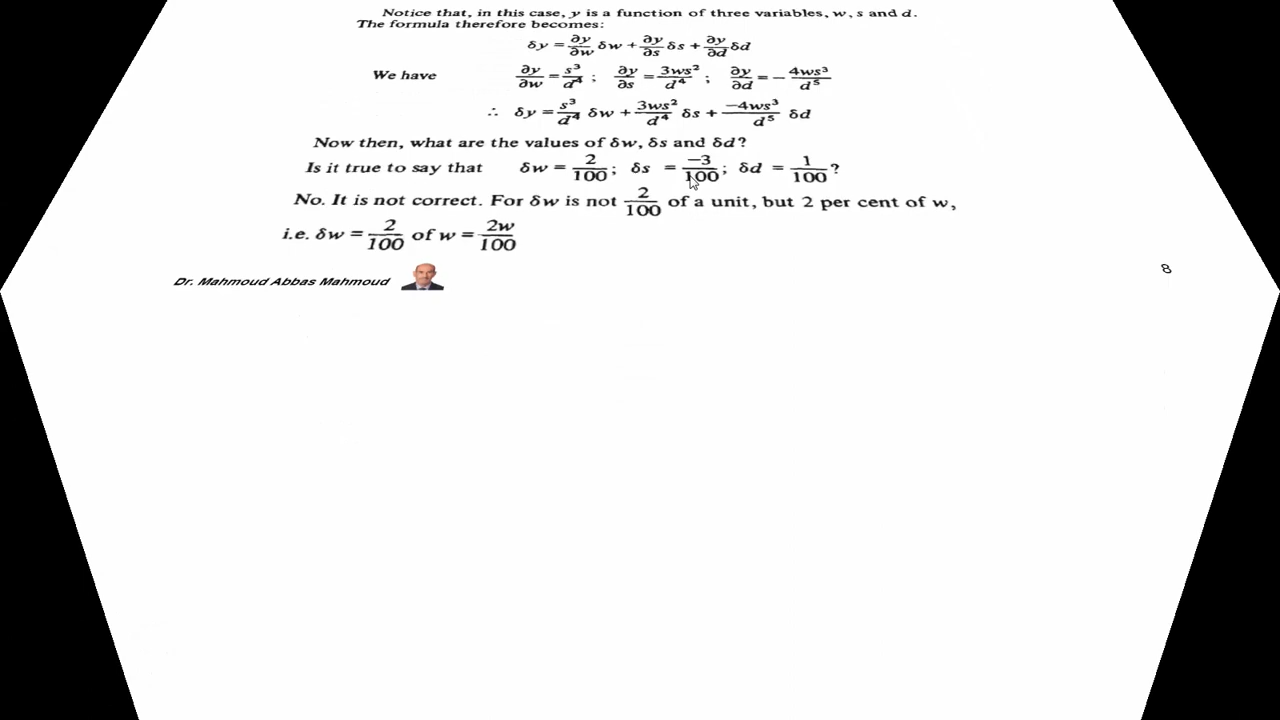 Notice that, in this case, y is a function of three variables, w, s and d.
The formula therefore becomes:
δy = ∂y/∂w δw + ∂y/∂s δs + ∂y/∂d δd
We have ∂y/∂w = s³/d⁴ ; ∂y/∂s = 3ws²/d⁴ ; ∂y/∂d = − 4ws³/d⁵
∴ δy = s³/d⁴ δw + 3ws²/d⁴ δs + −4ws³/d⁵ δd
Now then, what are the values of δw, δs and δd?
Is it true to say that δw = 2/100; δs = −3/100; δd = 1/100?
No. It is not correct. For δw is not 2/100 of a unit, but 2 per cent of w,
i.e. δw = 2/100 of w = 2w/100
Dr. Mahmoud Abbas Mahmoud
8